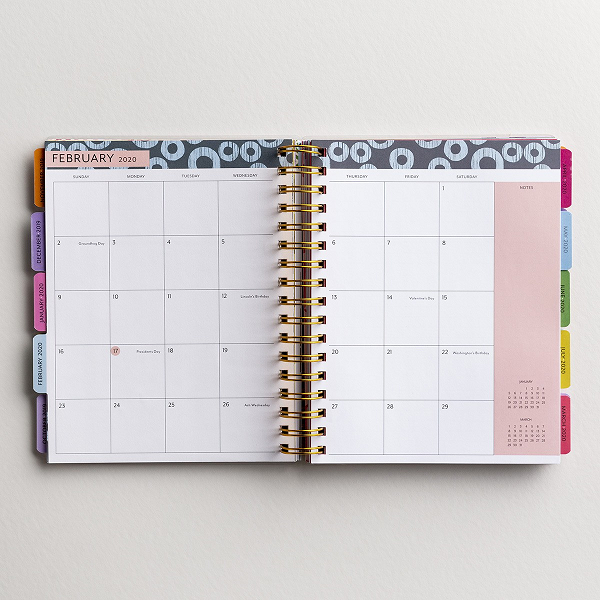 FEBRUARY 2020
SUNDAY MONDAY TUESDAY WEDNESDAY THURSDAY FRIDAY SATURDAY
NOTES
1
2 Groundhog Day 3 4 5 6 7 8
9 10 11 12 Lincoln's Birthday 13 14 Valentine's Day 15
16 17 Presidents Day 18 19 20 21 22 Washington's Birthday
23 24 25 26 Ash Wednesday 27 28 29
JANUARY
MARCH
DECEMBER 2019
JANUARY 2020
FEBRUARY 2020
MAY 2020
JUNE 2020
JULY 2020
MARCH 2020